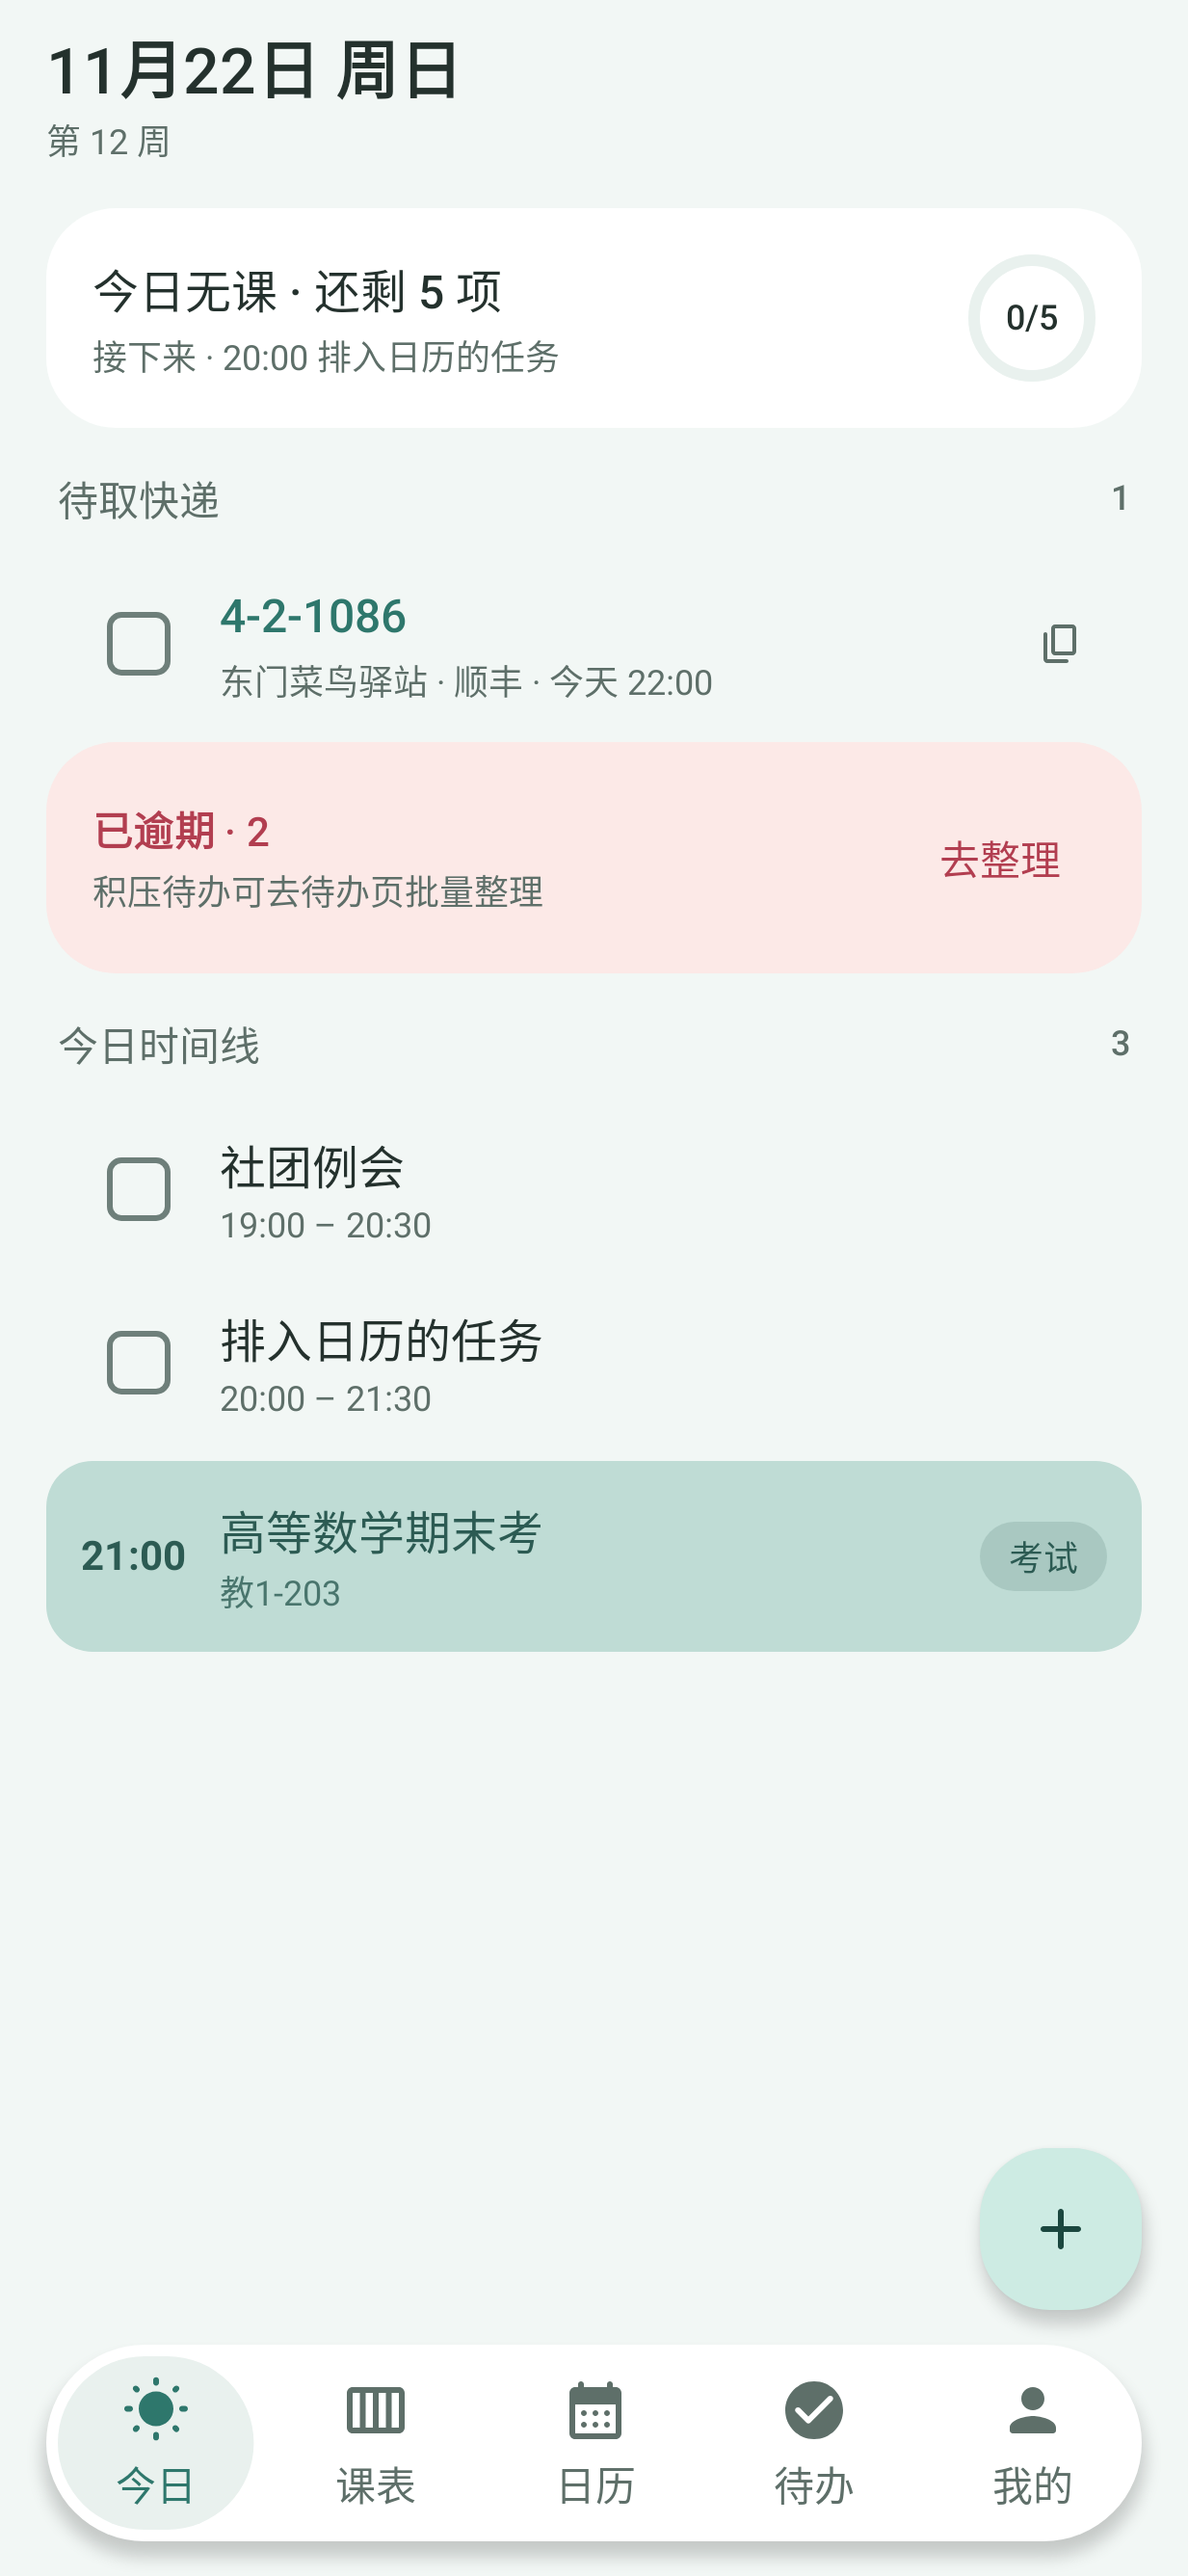 11月22日 周日
第 12 周
今日无课 · 还剩 5 项
接下来 · 20:00 排入日历的任务
0/5
待取快递
1
4-2-1086
东门菜鸟驿站 · 顺丰 · 今天 22:00
已逾期 · 2
积压待办可去待办页批量整理
去整理
今日时间线
3
社团例会
19:00 – 20:30
排入日历的任务
20:00 – 21:30
21:00
高等数学期末考
教1-203
考试
今日
课表
日历
待办
我的